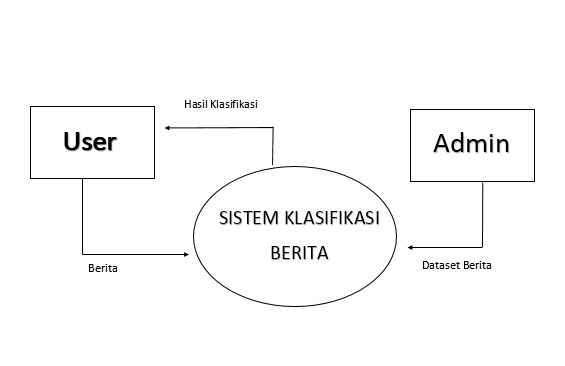 Hasil Klasifikasi
User
Admin
SISTEM KLASIFIKASI
BERITA
Berita
Dataset Berita